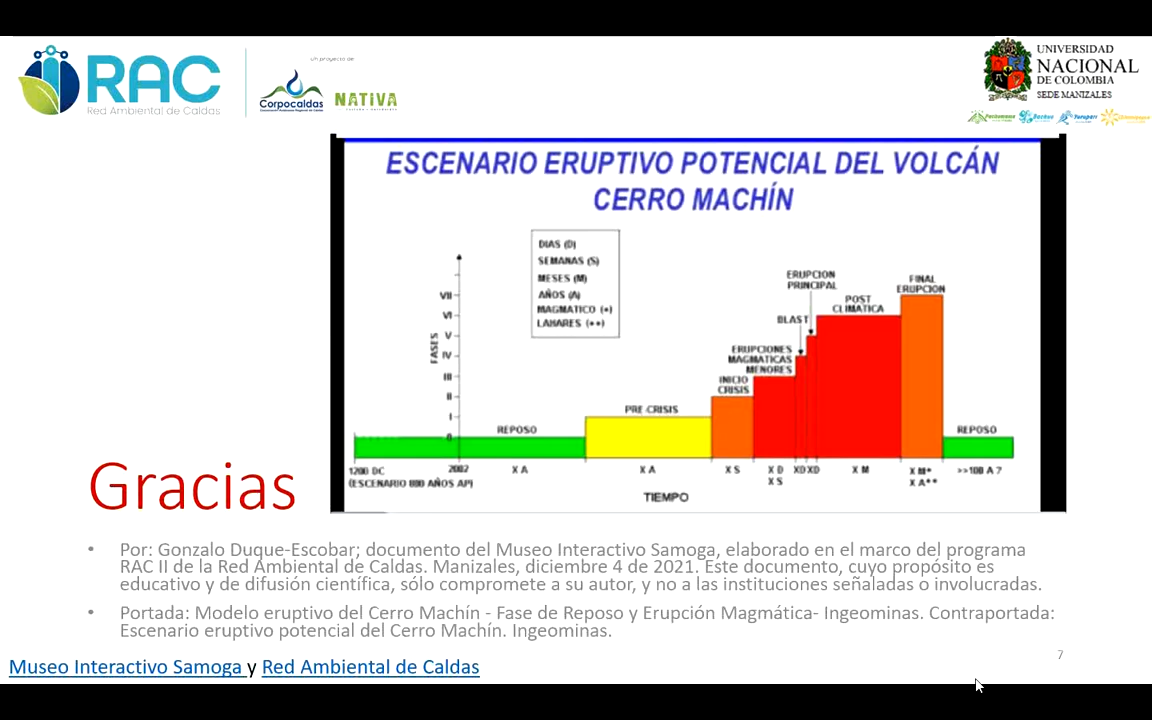 RAC
Red Ambiental de Caldas
Un proyecto de
Corpocaldas
NATIVA
UNIVERSIDAD
NACIONAL
DE COLOMBIA
SEDE MANIZALES
ESCENARIO ERUPTIVO POTENCIAL DEL VOLCÁN
CERRO MACHÍN
DIAS (D)
SEMANAS (S)
MESES (M)
AÑOS (A)
MAGMATICO (*)
LAHARES (**)
FASES
VII
VI
V
IV
III
II
I
0
REPOSO
PRE CRISIS
INICIO
CRISIS
ERUPCIONES
MAGMATICAS
MENORES
BLAST
ERUPCION
PRINCIPAL
POST
CLIMATICA
FINAL
ERUPCION
REPOSO
1200 DC
(ESCENARIO 800 AÑOS AP)
2002
X A
X A
X S
X D
X S
XD XD
X M
X M*
X A**
>>100 A ?
TIEMPO
Gracias
• Por: Gonzalo Duque-Escobar; documento del Museo Interactivo Samoga, elaborado en el marco del programa
RAC II de la Red Ambiental de Caldas. Manizales, diciembre 4 de 2021. Este documento, cuyo propósito es
educativo y de difusión científica, sólo compromete a su autor, y no a las instituciones señaladas o involucradas.
• Portada: Modelo eruptivo del Cerro Machín - Fase de Reposo y Erupción Magmática- Ingeominas. Contraportada:
Escenario eruptivo potencial del Cerro Machín. Ingeominas.
7
Museo Interactivo Samoga y Red Ambiental de Caldas